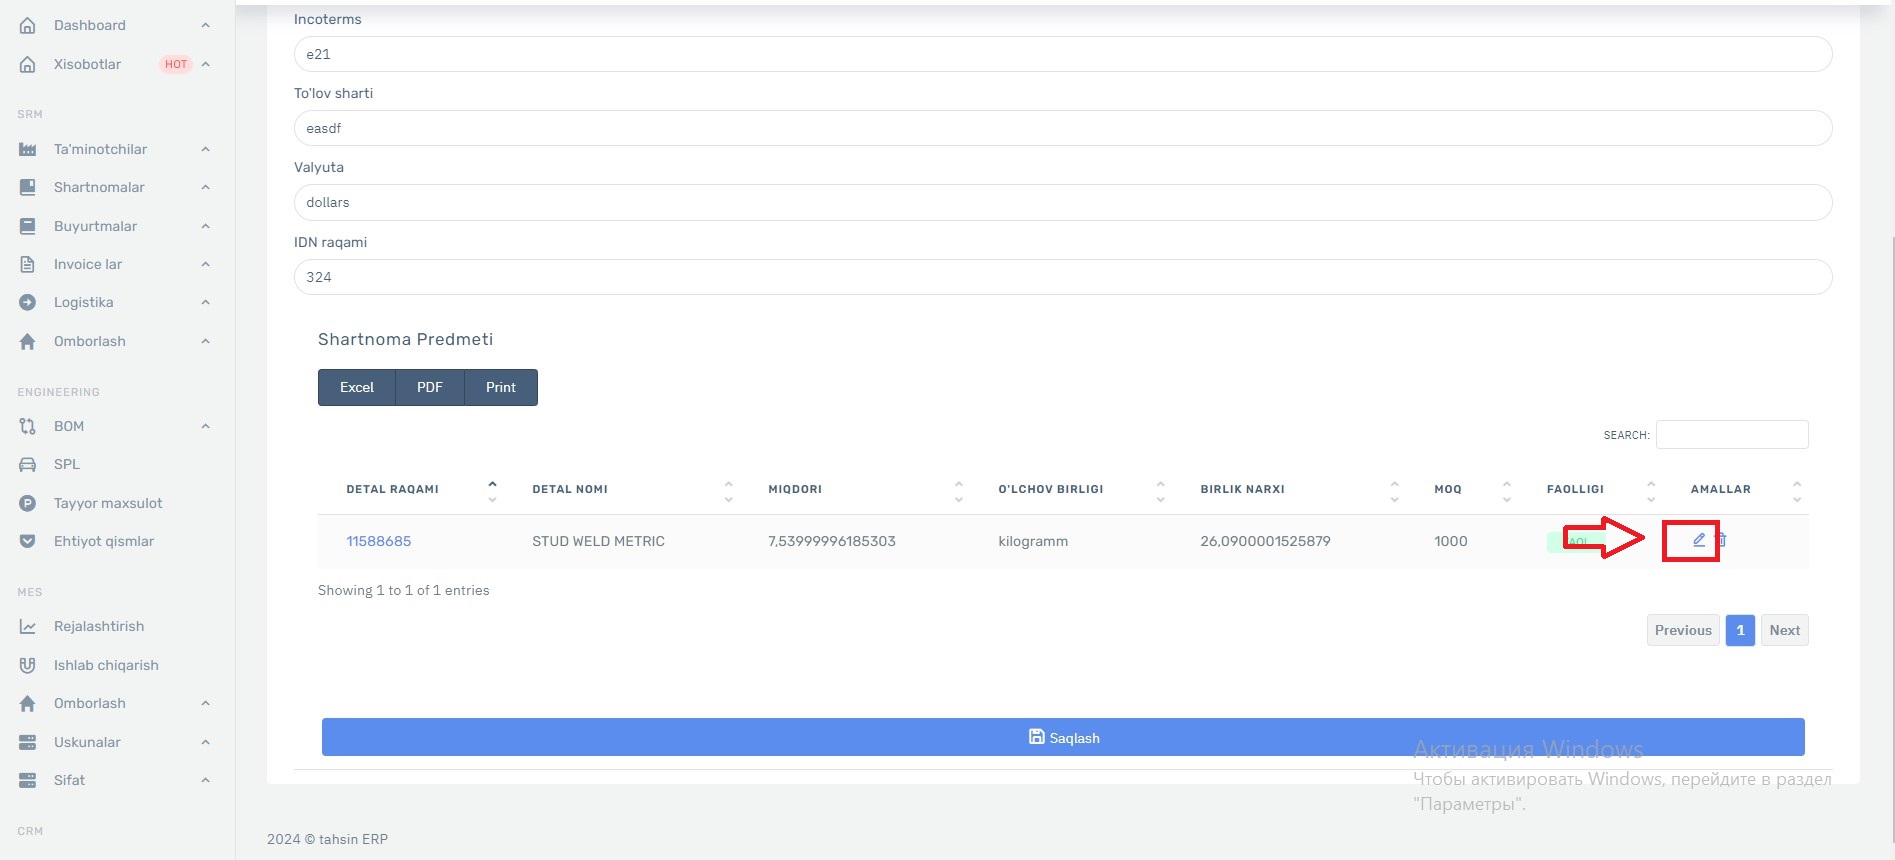 Dashboard
Xisobotlar HOT
SRM
Ta'minotchilar
Shartnomalar
Buyurtmalar
Invoice lar
Logistika
Omborlash
ENGINEERING
BOM
SPL
Tayyor maxsulot
Ehtiyot qismlar
MES
Rejalashtirish
Ishlab chiqarish
Omborlash
Uskunalar
Sifat
CRM
Incoterms
e21
To'lov sharti
easdf
Valyuta
dollars
IDN raqami
324
Shartnoma Predmeti
Excel PDF Print
SEARCH:
DETAL RAQAMI DETAL NOMI MIQDORI O'LCHOV BIRLIGI BIRLIK NARXI MOQ FAOLLIGI AMALLAR
11588685 STUD WELD METRIC 7,53999996185303 kilogramm 26,0900001525879 1000
Showing 1 to 1 of 1 entries
Previous 1 Next
Saqlash
Активация Windows
Чтобы активировать Windows, перейдите в раздел
"Параметры".
2024 © tahsin ERP